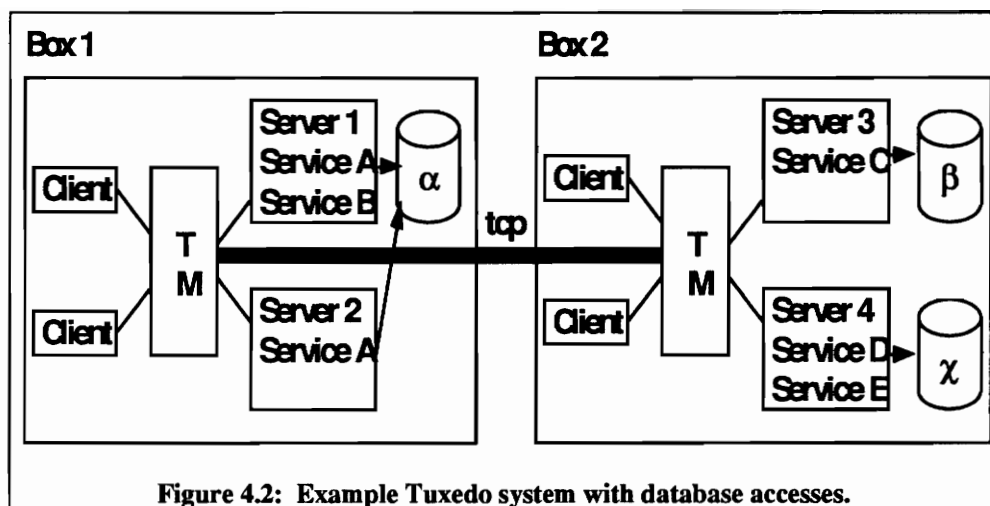 Box 1
Client
Client
T
M
Server 1
Service A
Service B
α
Server 2
Service A
tcp
Box 2
Client
Client
T
M
Server 3
Service C
β
Server 4
Service D
Service E
χ
Figure 4.2: Example Tuxedo system with database accesses.